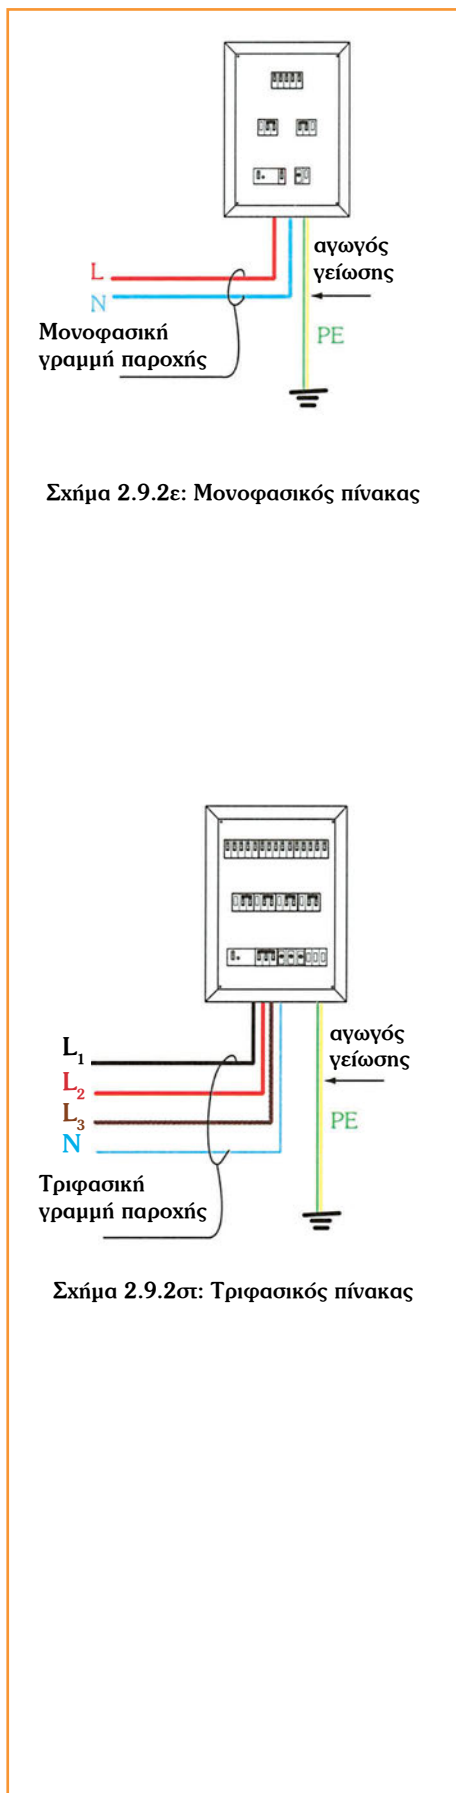 αγωγός
γείωσης
L
N
PE
Μονοφασική
γραμμή παροχής
Σχήμα 2.9.2ε: Μονοφασικός πίνακας
L₁
αγωγός
γείωσης
L₂
L₃
PE
N
Τριφασική
γραμμή παροχής
Σχήμα 2.9.2στ: Τριφασικός πίνακας